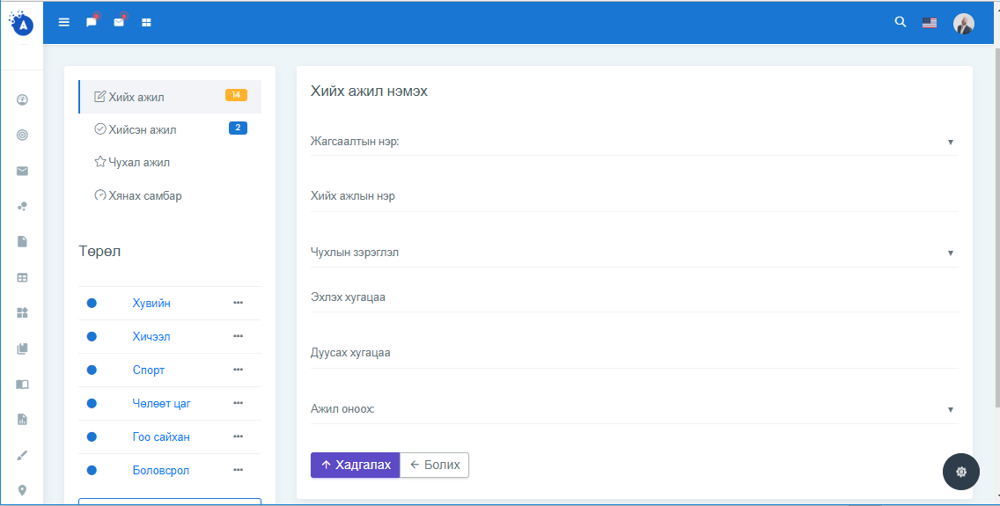 A
Хийх ажил
14
Хийсэн ажил
2
Чухал ажил
Хянах самбар
Төрөл
Хувийн
Хичээл
Спорт
Чөлөөт цаг
Гоо сайхан
Боловсрол
Хийх ажил нэмэх
Жагсаалтын нэр:
Хийх ажлын нэр
Чухлын зэрэглэл
Эхлэх хугацаа
Дуусах хугацаа
Ажил оноох:
Хадгалах
Болих